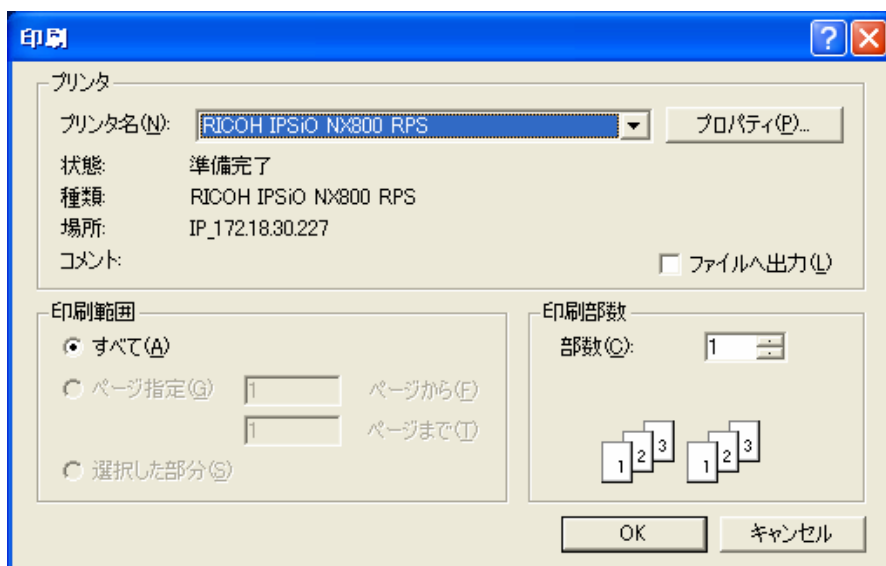 印刷
プリンタ
プリンタ名(N): RICOH IPSiO NX800 RPS プロパティ(P)...
状態: 準備完了
種類: RICOH IPSiO NX800 RPS
場所: IP_172.18.30.227
コメント: ファイルへ出力(L)
印刷範囲
すべて(A)
ページ指定(G) 1 ページから(F)
1 ページまで(T)
選択した部分(S)
印刷部数
部数(C): 1
1 2 3 1 2 3
OK キャンセル